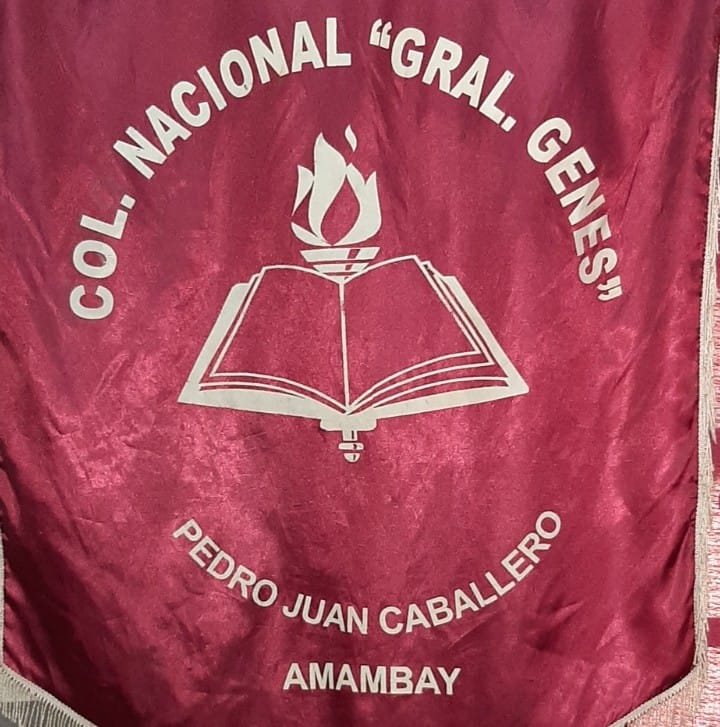 COL. NACIONAL “GRAL. GENES”
PEDRO JUAN CABALLERO
AMAMBAY